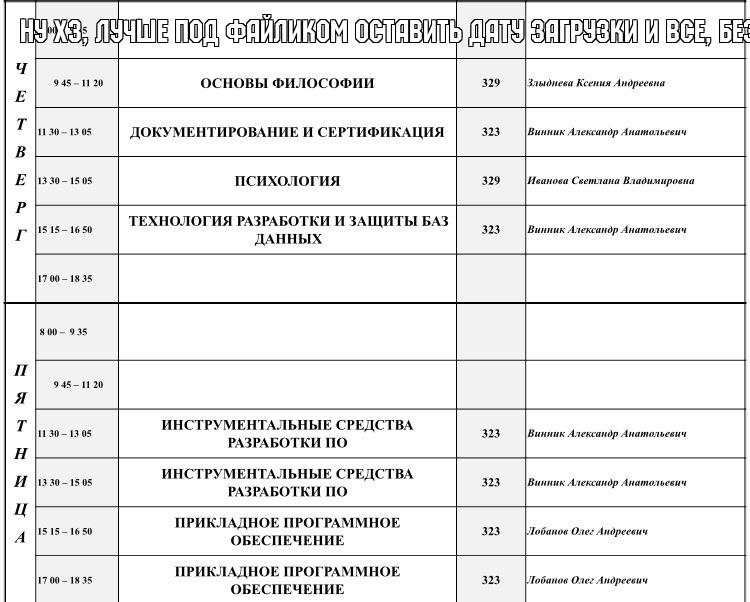 НУ ХЗ, ЛУЧШЕ ПОД ФАЙЛИКОМ ОСТАВИТЬ ДАТУ ЗАГРУЗКИ И ВСЕ, БЕЗ
ЧЕТВЕРГ
9 45 – 11 20 ОСНОВЫ ФИЛОСОФИИ 329 Злыднева Ксения Андреевна
11 30 – 13 05 ДОКУМЕНТИРОВАНИЕ И СЕРТИФИКАЦИЯ 323 Винник Александр Анатольевич
13 30 – 15 05 ПСИХОЛОГИЯ 329 Иванова Светлана Владимировна
15 15 – 16 50 ТЕХНОЛОГИЯ РАЗРАБОТКИ И ЗАЩИТЫ БАЗ
ДАННЫХ 323 Винник Александр Анатольевич
17 00 – 18 35
ПЯТНИЦА
8 00 – 9 35
9 45 – 11 20
11 30 – 13 05 ИНСТРУМЕНТАЛЬНЫЕ СРЕДСТВА
РАЗРАБОТКИ ПО 323 Винник Александр Анатольевич
13 30 – 15 05 ИНСТРУМЕНТАЛЬНЫЕ СРЕДСТВА
РАЗРАБОТКИ ПО 323 Винник Александр Анатольевич
15 15 – 16 50 ПРИКЛАДНОЕ ПРОГРАММНОЕ
ОБЕСПЕЧЕНИЕ 323 Лобанов Олег Андреевич
17 00 – 18 35 ПРИКЛАДНОЕ ПРОГРАММНОЕ
ОБЕСПЕЧЕНИЕ 323 Лобанов Олег Андреевич